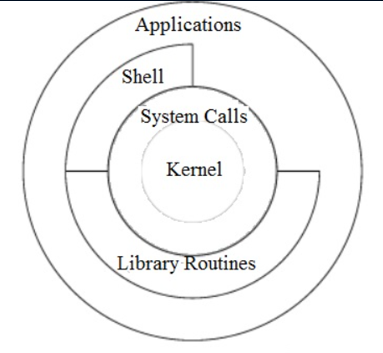 Applications
Shell
System Calls
Kernel
Library Routines